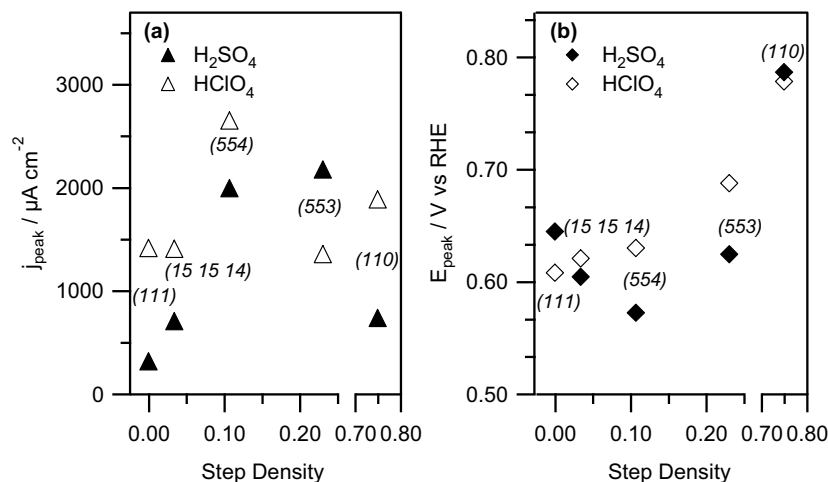 (a)
H₂SO₄
HClO₄
3000
2000
1000
0
(554)
(553)
(15 15 14)
(110)
(111)
j_peak / µA cm⁻²
0.00
0.10
0.20
0.70
0.80
Step Density
(b)
H₂SO₄
HClO₄
0.80
0.70
0.60
0.50
(110)
(15 15 14)
(553)
(554)
(111)
E_peak / V vs RHE
0.00
0.10
0.20
0.70
0.80
Step Density